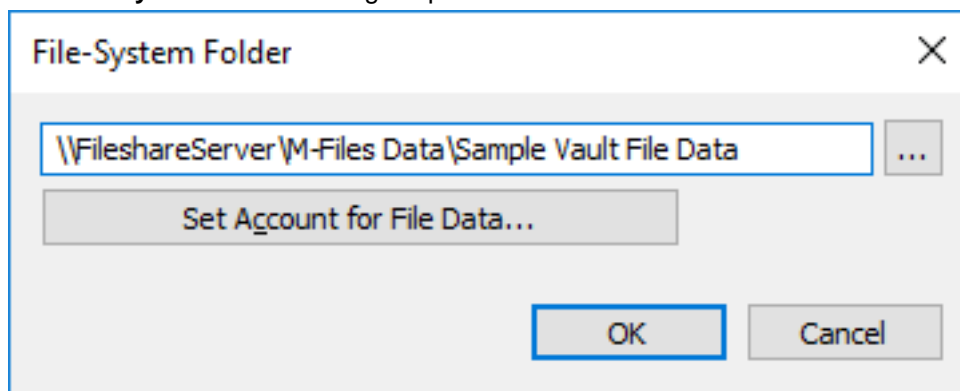 File-System Folder
\\FileshareServer\M-Files Data\Sample Vault File Data
...
Set Account for File Data...
OK
Cancel